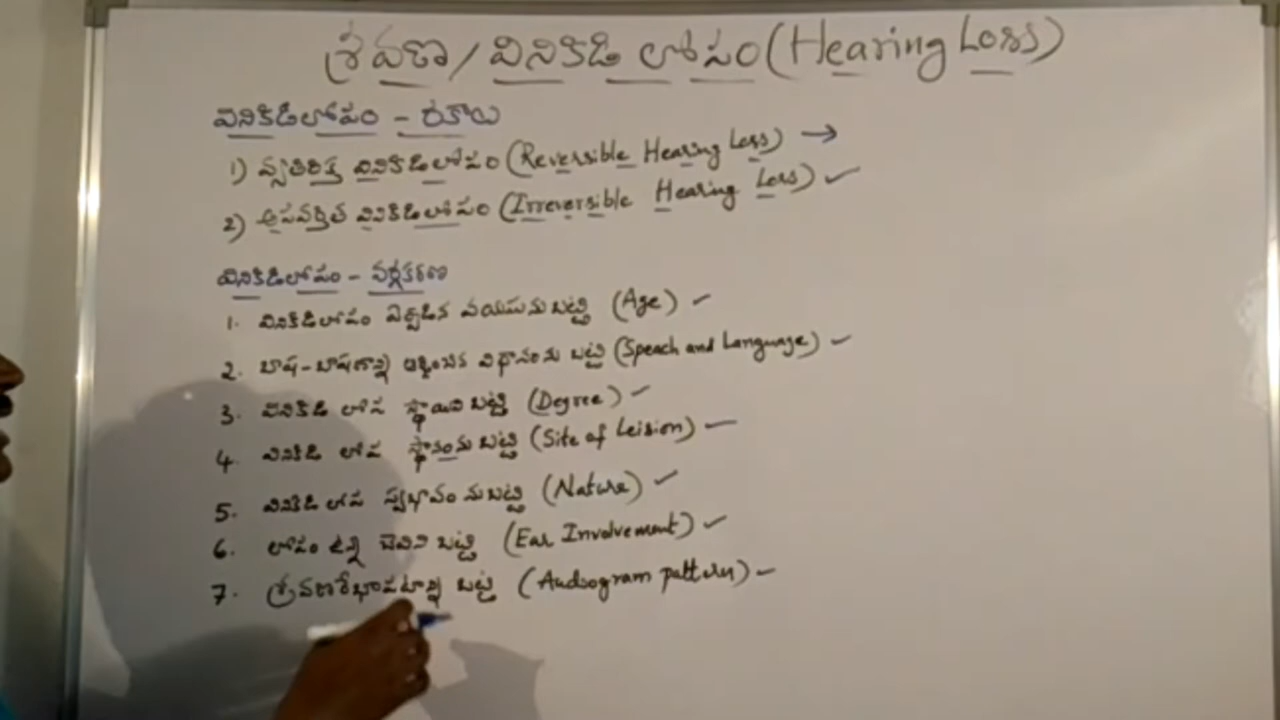 శ్రవణ/వినికిడి లోపం (Hearing Loss)
వినికిడిలోపం - రకాలు
1) వ్యతిరిక్త వినికిడిలోపం (Reversible Hearing Loss) →
2) అపవర్తిత వినికిడిలోపం (Irreversible Hearing Loss) ✓
వినికిడిలోపం - వర్గీకరణ
1. వినికిడిలోపం ఏర్పడిన వయసును బట్టి (Age) ✓
2. బాష-బాషణాన్ని ఆర్జించిన విధానంను బట్టి (Speach and Language) ✓
3. వినికిడి లోప స్థాయిని బట్టి (Degree) ✓
4. వినికిడి లోప స్థానంను బట్టి (Site of Leision) ✓
5. వినికిడి లోప స్వభావం నుబట్టి (Nature) ✓
6. లోపం ఉన్న చెవిని బట్టి (Ear Involvement) ✓
7. శ్రవణరేఖాపటాన్ని బట్టి (Audiogram pattern) ✓